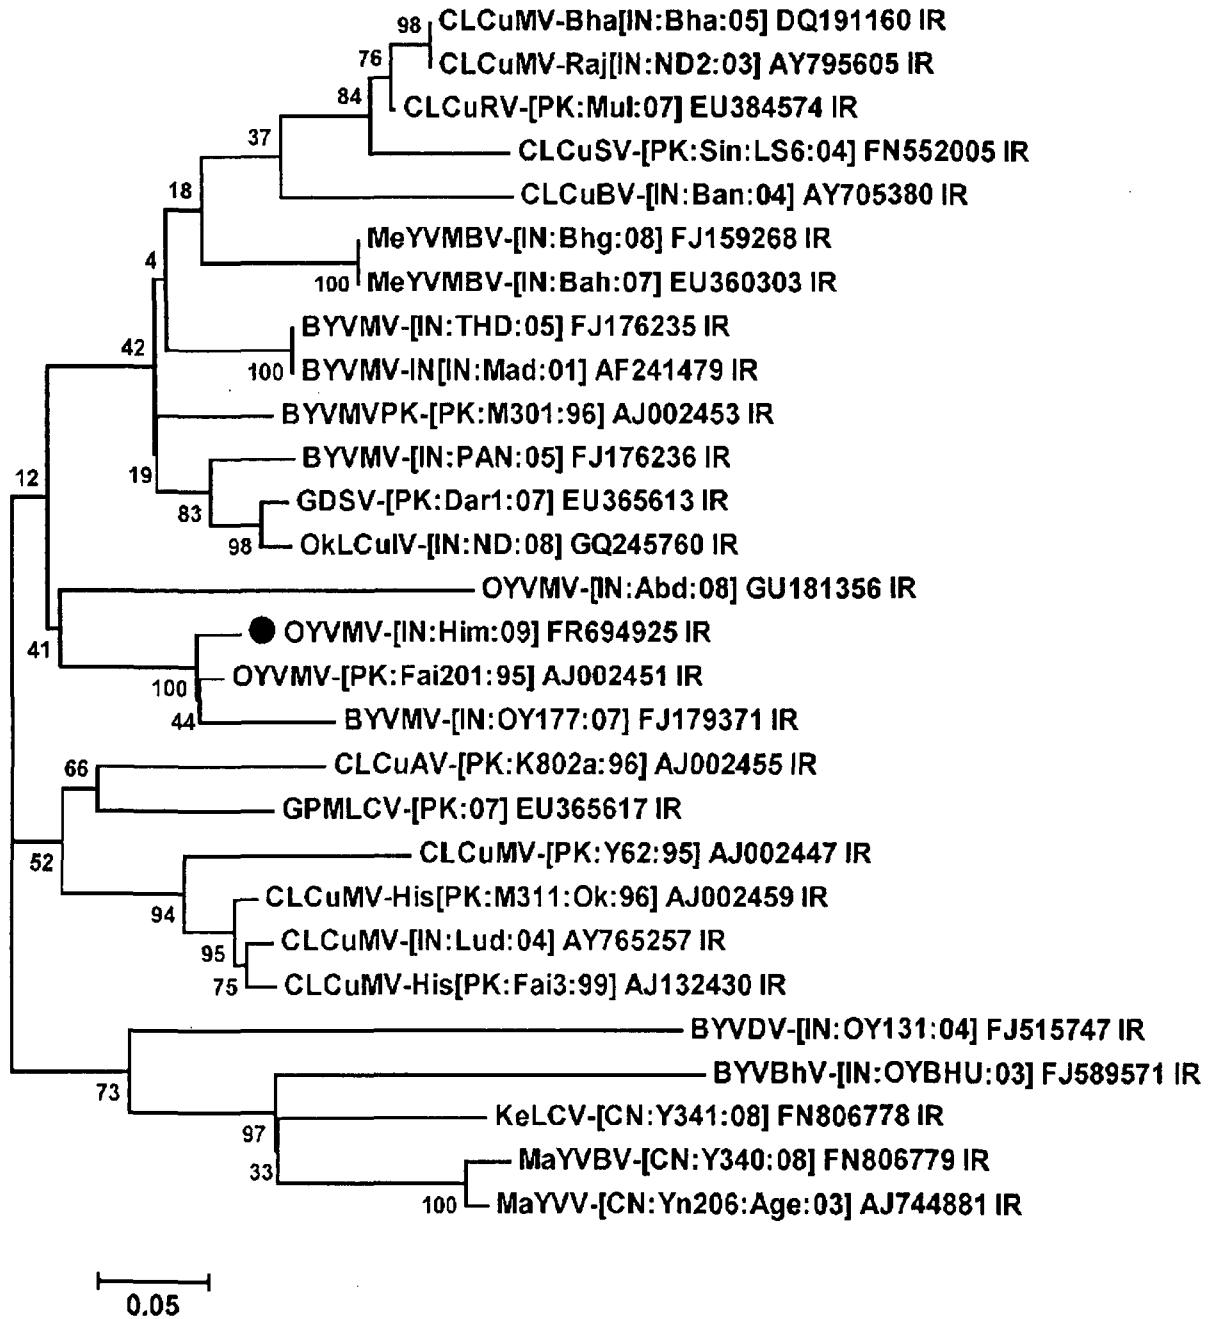 98 CLCuMV-Bha[IN:Bha:05] DQ191160 IR
76 CLCuMV-Raj[IN:ND2:03] AY795605 IR
84 CLCuRV-[PK:Mul:07] EU384574 IR
37 CLCuSV-[PK:Sin:LS6:04] FN552005 IR
18 CLCuBV-[IN:Ban:04] AY705380 IR
4 MeYVMBV-[IN:Bhg:08] FJ159268 IR
100 MeYVMBV-[IN:Bah:07] EU360303 IR
42 BYVMV-[IN:THD:05] FJ176235 IR
100 BYVMV-IN[IN:Mad:01] AF241479 IR
BYVMVPK-[PK:M301:96] AJ002453 IR
12 19 BYVMV-[IN:PAN:05] FJ176236 IR
83 GDSV-[PK:Dar1:07] EU365613 IR
98 OkLCuIV-[IN:ND:08] GQ245760 IR
OYVMV-[IN:Abd:08] GU181356 IR
41 OYVMV-[IN:Him:09] FR694925 IR
100 OYVMV-[PK:Fai201:95] AJ002451 IR
44 BYVMV-[IN:OY177:07] FJ179371 IR
66 CLCuAV-[PK:K802a:96] AJ002455 IR
GPMLCV-[PK:07] EU365617 IR
52 CLCuMV-[PK:Y62:95] AJ002447 IR
94 CLCuMV-His[PK:M311:Ok:96] AJ002459 IR
95 CLCuMV-[IN:Lud:04] AY765257 IR
75 CLCuMV-His[PK:Fai3:99] AJ132430 IR
BYVDV-[IN:OY131:04] FJ515747 IR
73 BYVBhV-[IN:OYBHU:03] FJ589571 IR
97 KeLCV-[CN:Y341:08] FN806778 IR
33 MaYVBV-[CN:Y340:08] FN806779 IR
100 MaYVV-[CN:Yn206:Age:03] AJ744881 IR
0.05